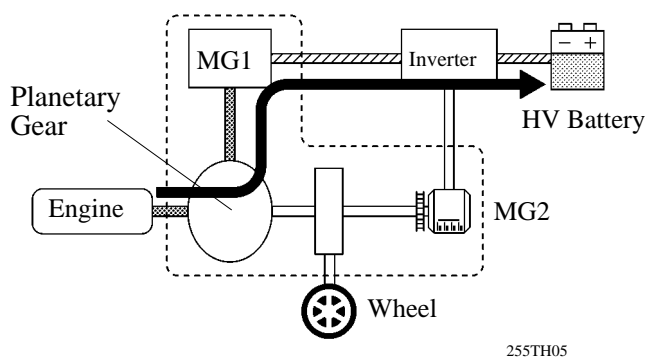 MG1
Inverter
− +
Planetary
Gear
HV Battery
Engine
MG2
Wheel
255TH05